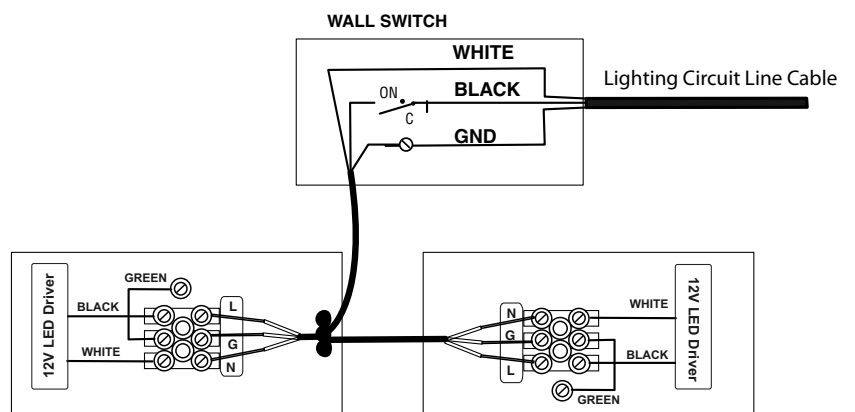 WALL SWITCH
WHITE
Lighting Circuit Line Cable
ON
BLACK
C
GND
12V LED Driver
GREEN
BLACK
WHITE
L
G
N
N
G
L
WHITE
BLACK
GREEN
12V LED Driver